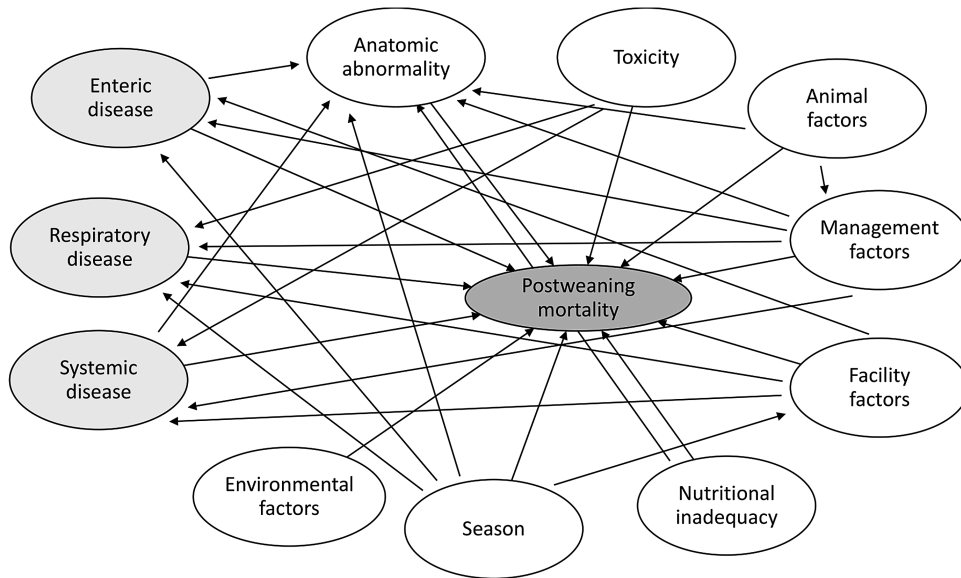 Anatomic
abnormality
Toxicity
Enteric
disease
Animal
factors
Respiratory
disease
Management
factors
Postweaning
mortality
Systemic
disease
Facility
factors
Environmental
factors
Season
Nutritional
inadequacy